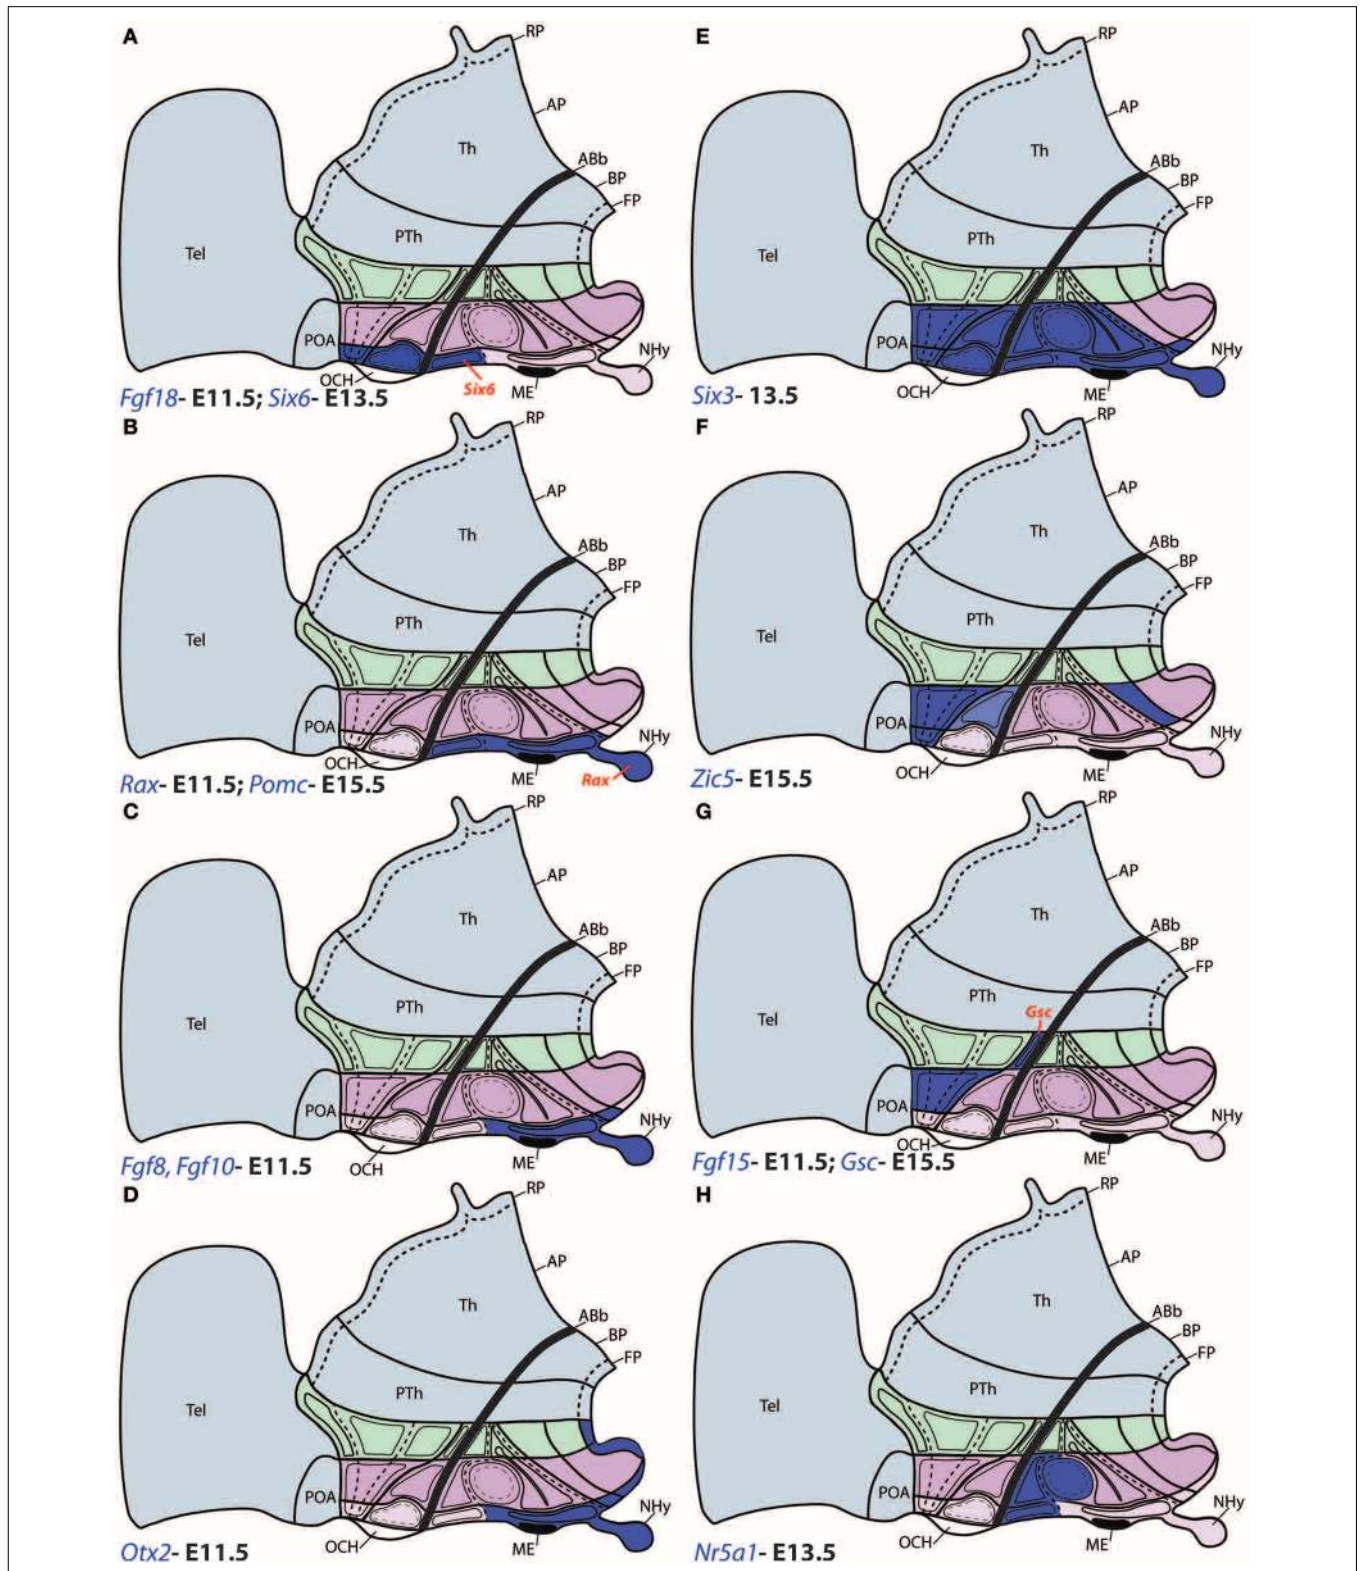 A
RP
AP
Th
ABb
BP
FP
PTh
Tel
POA
NHy
OCH
Six6
ME
Fgf18- E11.5; Six6- E13.5
B
RP
AP
Th
ABb
BP
FP
PTh
Tel
POA
NHy
OCH
ME
Rax
Rax- E11.5; Pomc- E15.5
C
RP
AP
Th
ABb
BP
FP
PTh
Tel
POA
NHy
ME
OCH
Fgf8, Fgf10- E11.5
D
RP
AP
Th
ABb
BP
FP
PTh
Tel
POA
NHy
OCH
ME
Otx2- E11.5
E
RP
AP
Th
ABb
BP
FP
PTh
Tel
POA
NHy
OCH
ME
Six3- 13.5
F
RP
AP
Th
ABb
BP
FP
PTh
Tel
POA
NHy
OCH
ME
Zic5- E15.5
G
RP
AP
Th
ABb
BP
FP
PTh
Gsc
Tel
POA
NHy
OCH
ME
Fgf15- E11.5; Gsc- E15.5
H
RP
AP
Th
ABb
BP
FP
PTh
Tel
POA
NHy
OCH
ME
Nr5a1- E13.5